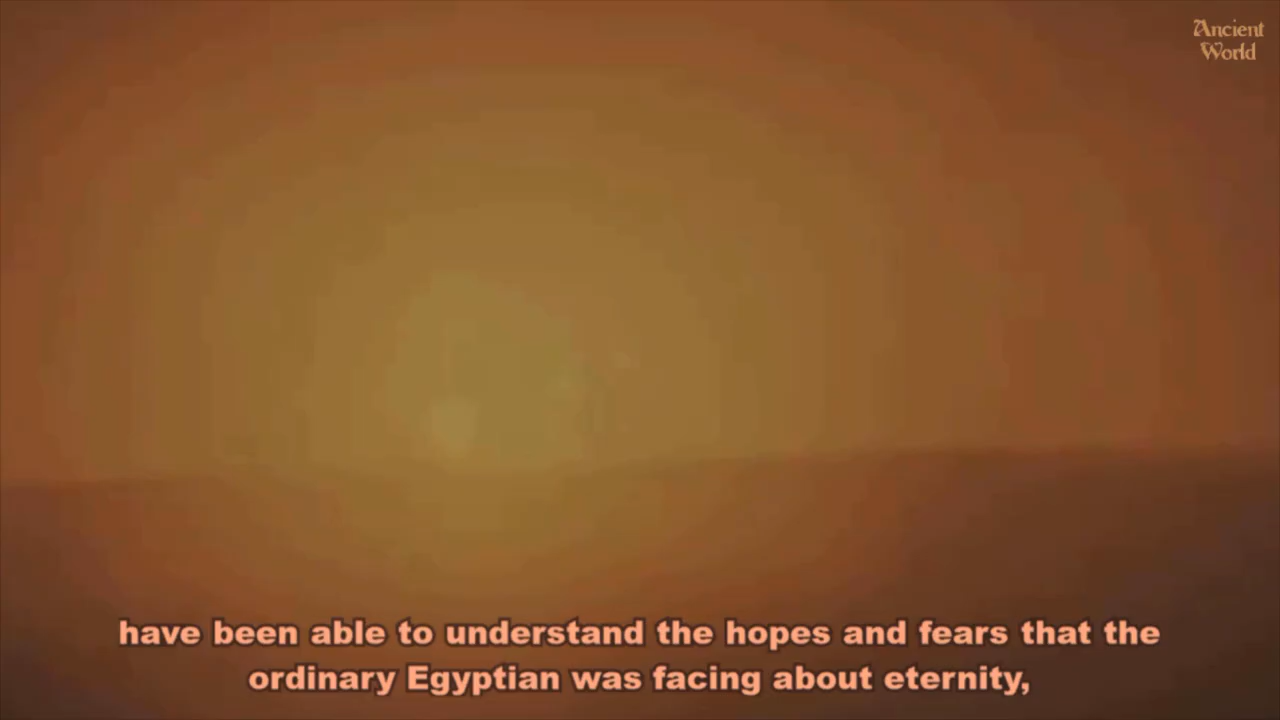 Ancient
World
have been able to understand the hopes and fears that the
ordinary Egyptian was facing about eternity,